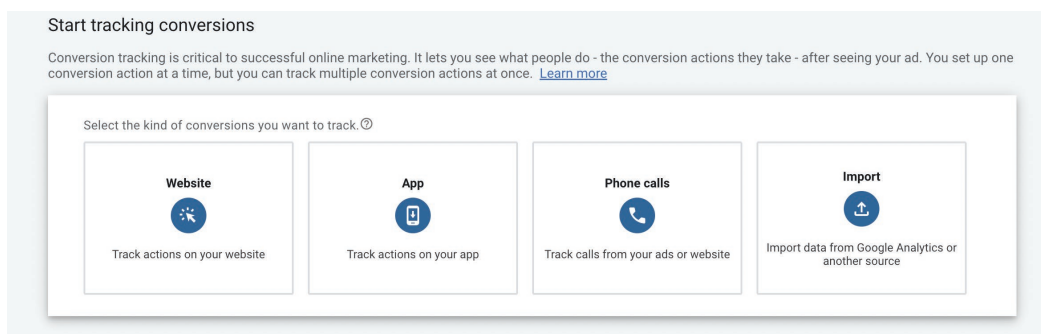 Start tracking conversions
Conversion tracking is critical to successful online marketing. It lets you see what people do - the conversion actions they take - after seeing your ad. You set up one
conversion action at a time, but you can track multiple conversion actions at once. Learn more
Select the kind of conversions you want to track.
Website
Track actions on your website
App
Track actions on your app
Phone calls
Track calls from your ads or website
Import
Import data from Google Analytics or
another source